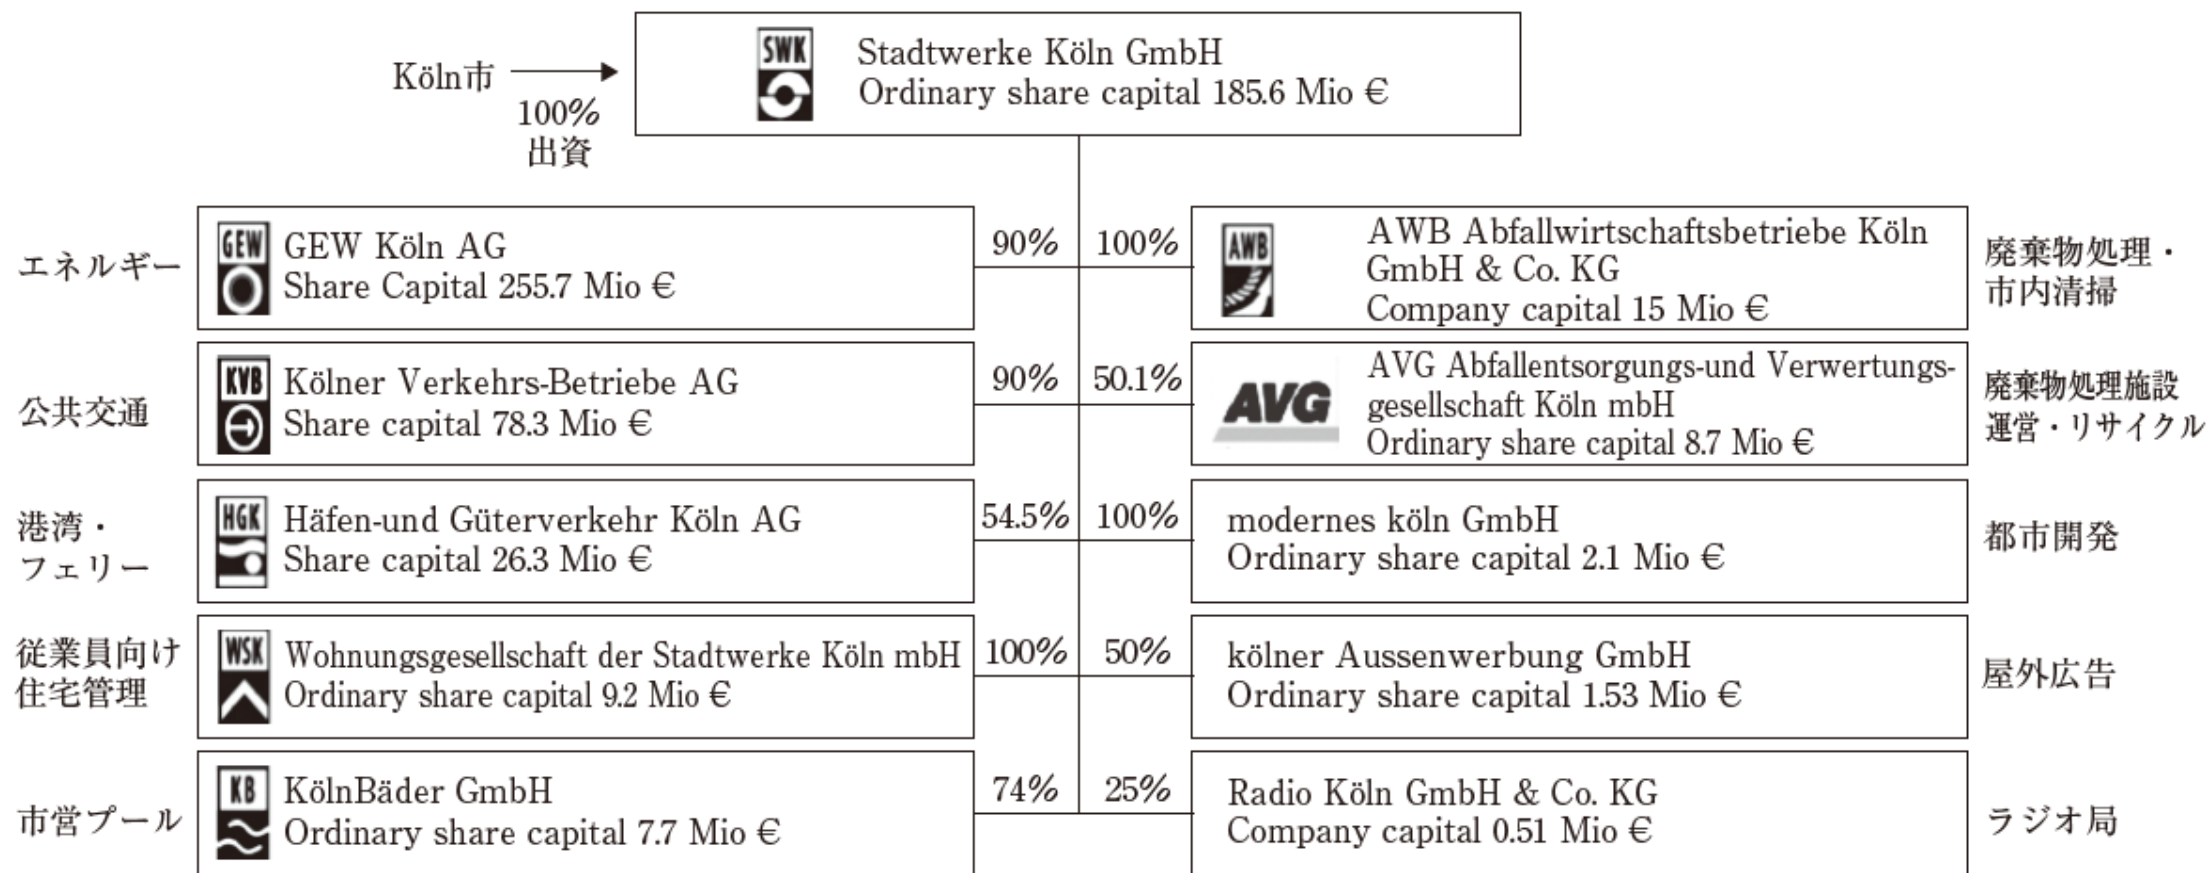 Köln市
100%
出資
SWK
Stadtwerke Köln GmbH
Ordinary share capital 185.6 Mio €
エネルギー
GEW
GEW Köln AG
Share Capital 255.7 Mio €
90%
100%
AWB
AWB Abfallwirtschaftsbetriebe Köln
GmbH & Co. KG
Company capital 15 Mio €
廃棄物処理・
市内清掃
公共交通
KVB
Kölner Verkehrs-Betriebe AG
Share capital 78.3 Mio €
90%
50.1%
AVG
AVG Abfallentsorgungs-und Verwertungs-
gesellschaft Köln mbH
Ordinary share capital 8.7 Mio €
廃棄物処理施設
運営・リサイクル
港湾・
フェリー
HGK
Häfen-und Güterverkehr Köln AG
Share capital 26.3 Mio €
54.5%
100%
modernes köln GmbH
Ordinary share capital 2.1 Mio €
都市開発
従業員向け
住宅管理
WSK
Wohnungsgesellschaft der Stadtwerke Köln mbH
Ordinary share capital 9.2 Mio €
100%
50%
kölner Aussenwerbung GmbH
Ordinary share capital 1.53 Mio €
屋外広告
市営プール
KB
KölnBäder GmbH
Ordinary share capital 7.7 Mio €
74%
25%
Radio Köln GmbH & Co. KG
Company capital 0.51 Mio €
ラジオ局